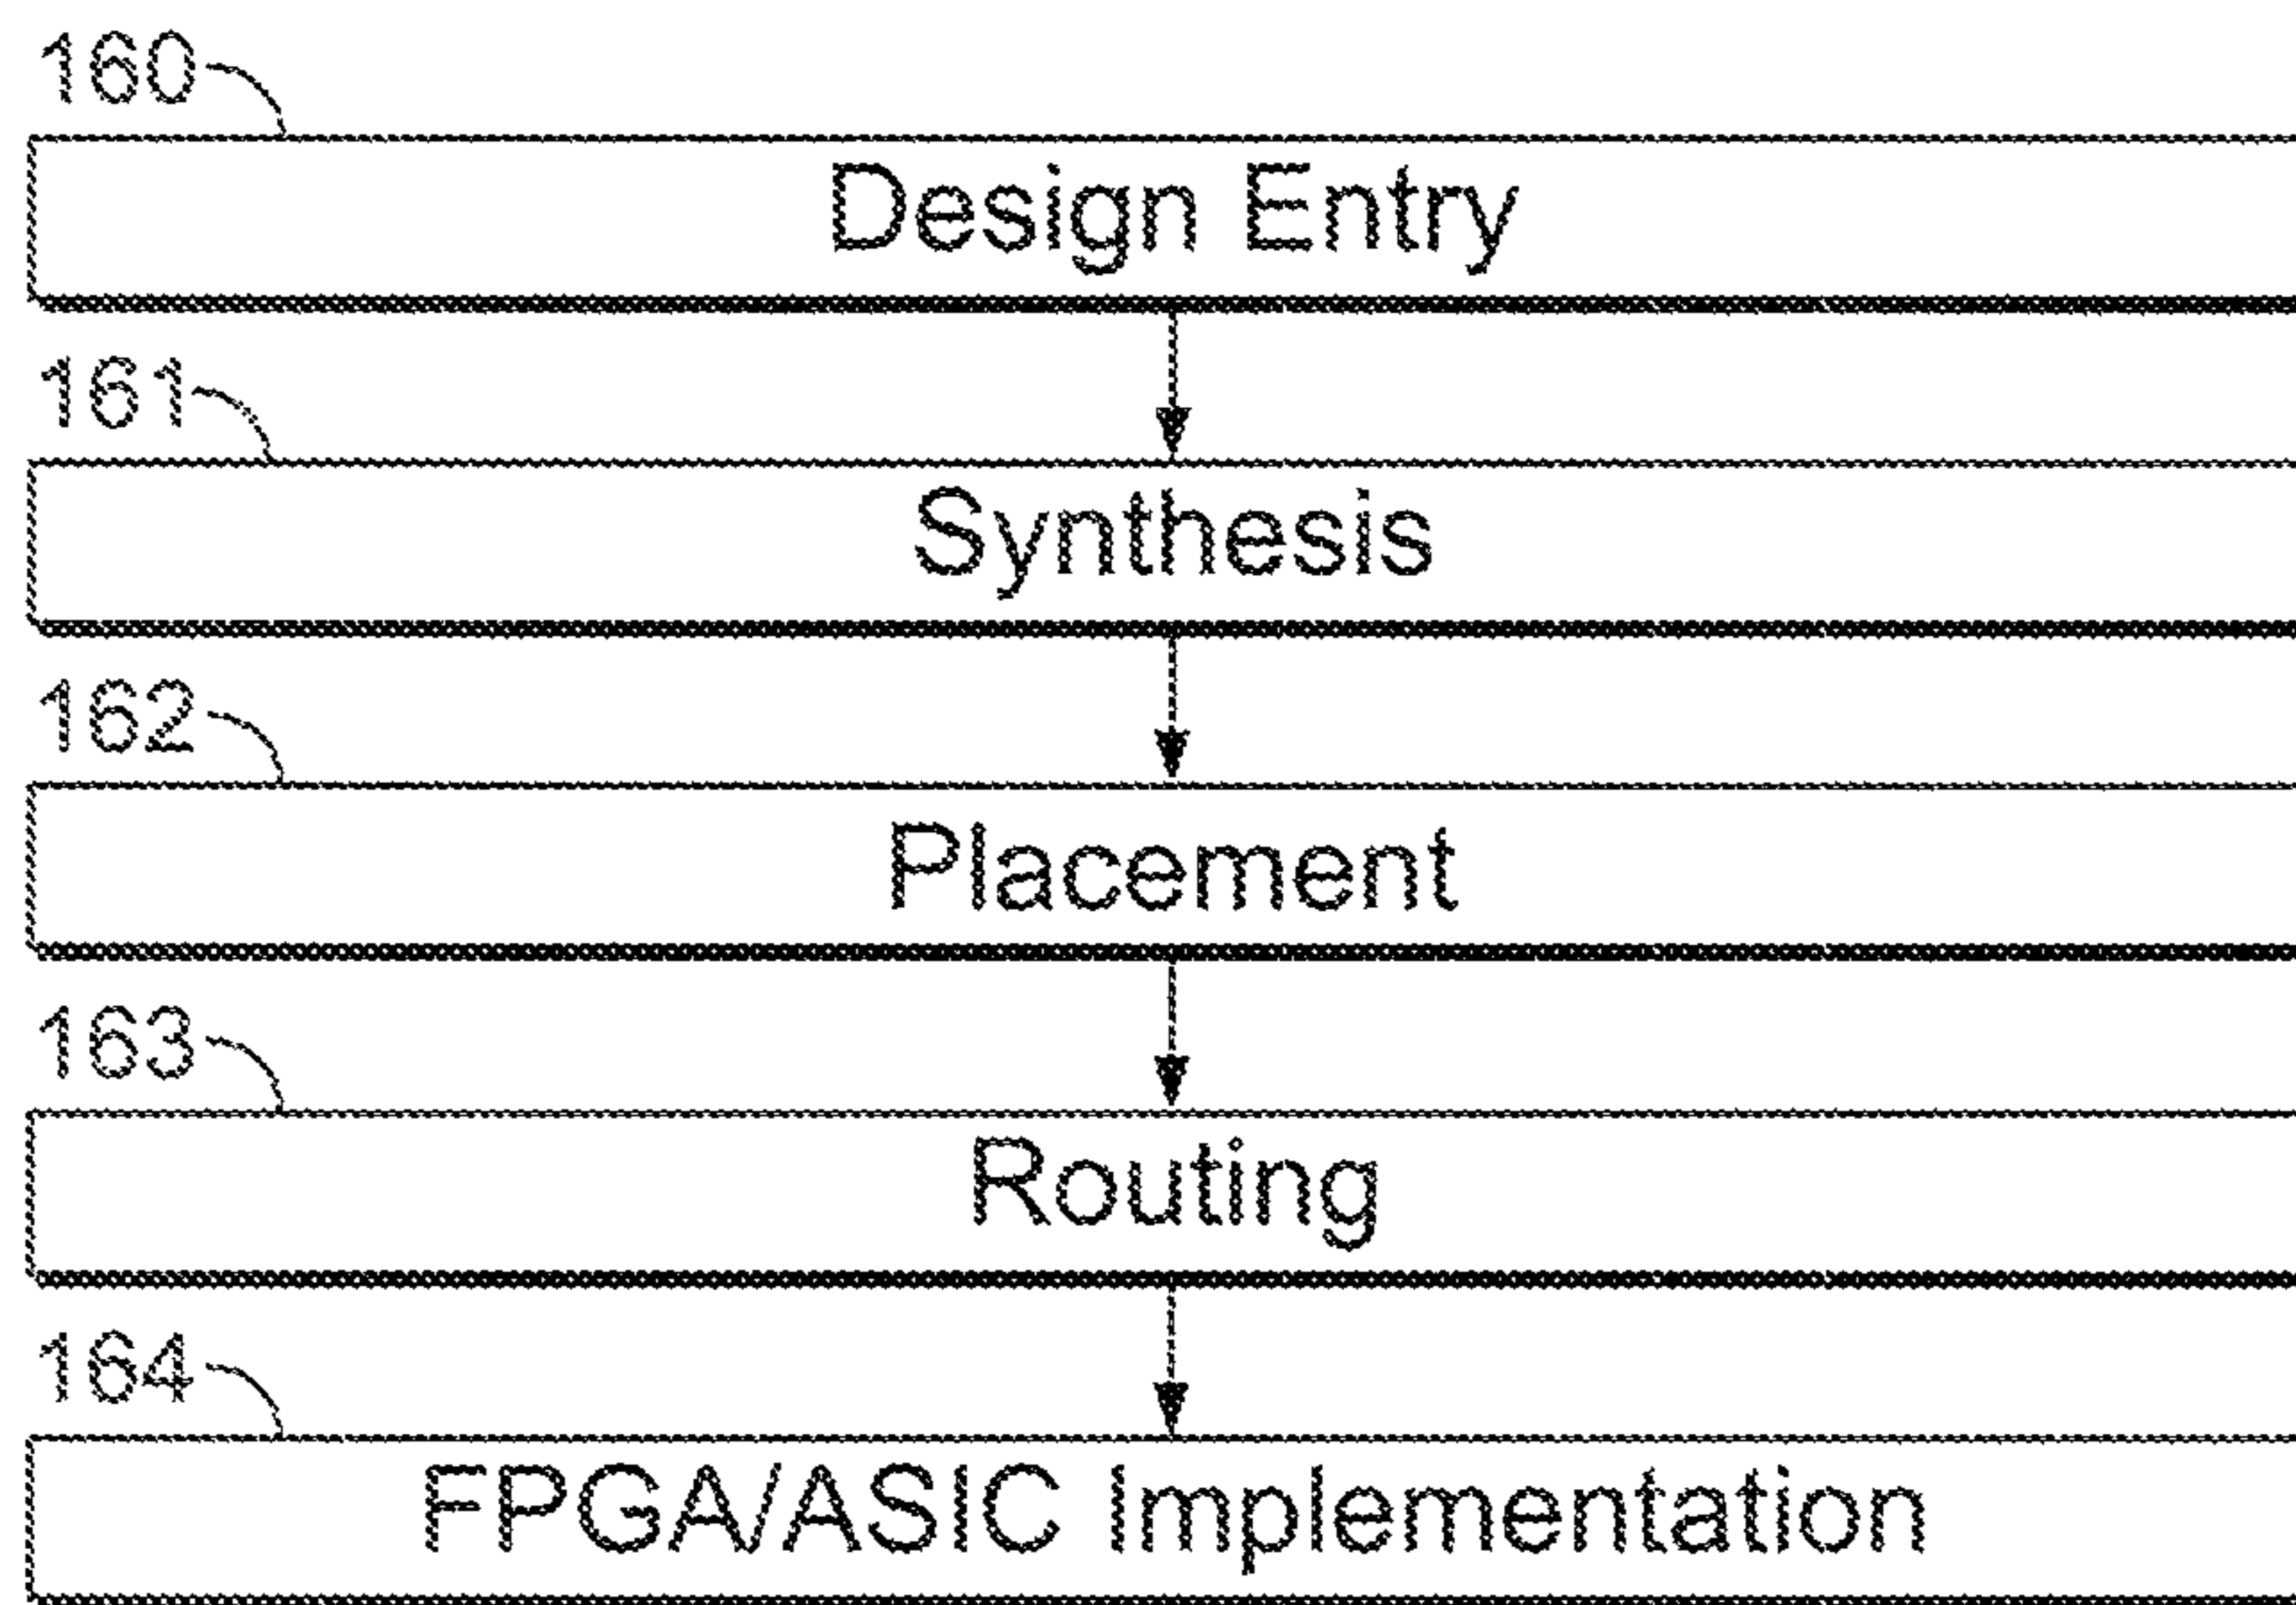 160
Design Entry
161
Synthesis
162
Placement
163
Routing
164
FPGA/ASIC Implementation